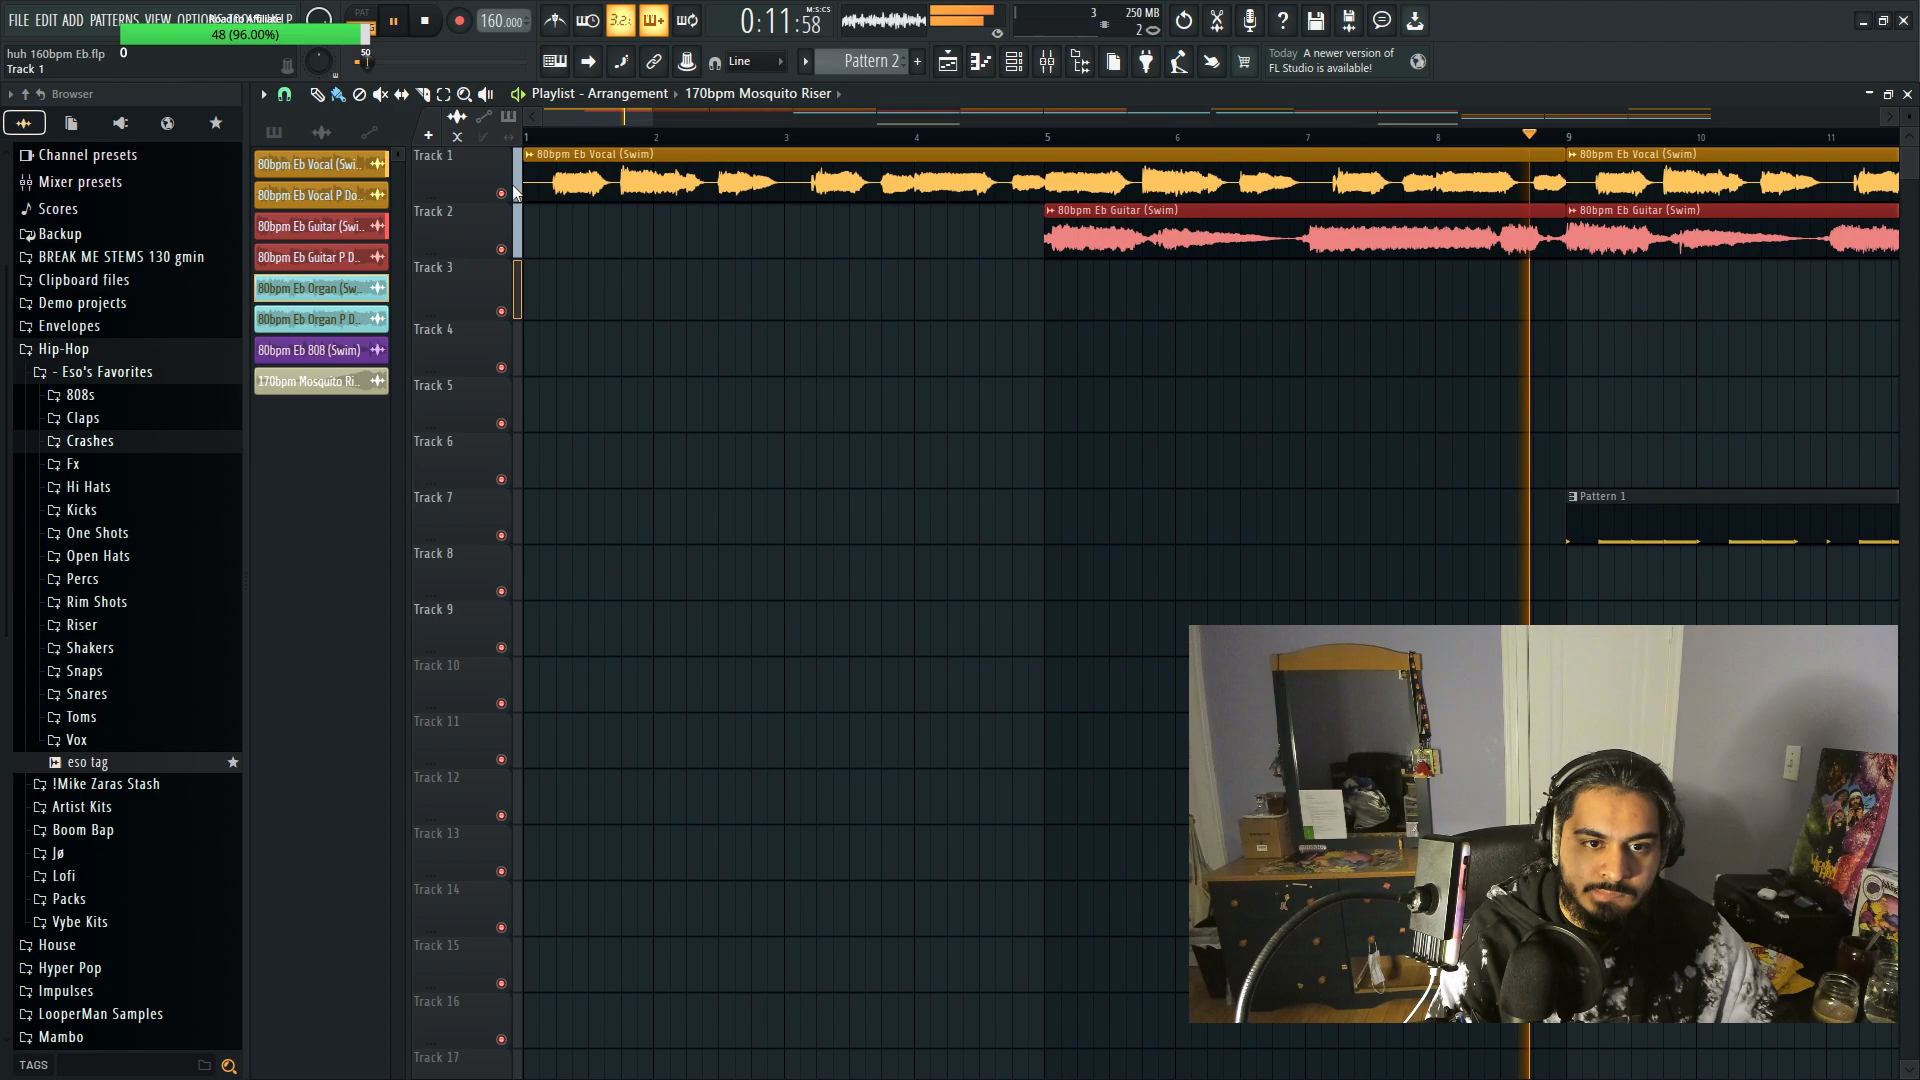 FILE EDIT ADD PATTERNS VIEW OPTIONS
Road to Affiliate!
48 (96.00%)
0
50
PAT
160.000
3.2.
0:11:58
M:S:CS
3
250 MB
2
huh 160bpm Eb.flp
Track 1
Line
Pattern 2
+
Today A newer version of
FL Studio is available!
Browser
Playlist - Arrangement ▸ 170bpm Mosquito Riser ▸
Channel presets
Mixer presets
Scores
Backup
BREAK ME STEMS 130 gmin
Clipboard files
Demo projects
Envelopes
Hip-Hop
- Eso's Favorites
808s
Claps
Crashes
Fx
Hi Hats
Kicks
One Shots
Open Hats
Percs
Rim Shots
Riser
Shakers
Snaps
Snares
Toms
Vox
eso tag
!Mike Zaras Stash
Artist Kits
Boom Bap
Jø
Lofi
Packs
Vybe Kits
House
Hyper Pop
Impulses
LooperMan Samples
Mambo
TAGS
80bpm Eb Vocal (Swi..
80bpm Eb Vocal P Do..
80bpm Eb Guitar (Swi..
80bpm Eb Guitar P D..
80bpm Eb Organ (Sw..
80bpm Eb Organ P D..
80bpm Eb 808 (Swim)
170bpm Mosquito Ri..
1 2 3 4 5 6 7 8 9 10 11
Track 1
80bpm Eb Vocal (Swim)
80bpm Eb Vocal (Swim)
Track 2
80bpm Eb Guitar (Swim)
80bpm Eb Guitar (Swim)
Track 3
Track 4
Track 5
Track 6
Track 7
Pattern 1
Track 8
Track 9
Track 10
Track 11
Track 12
Track 13
Track 14
Track 15
Track 16
Track 17